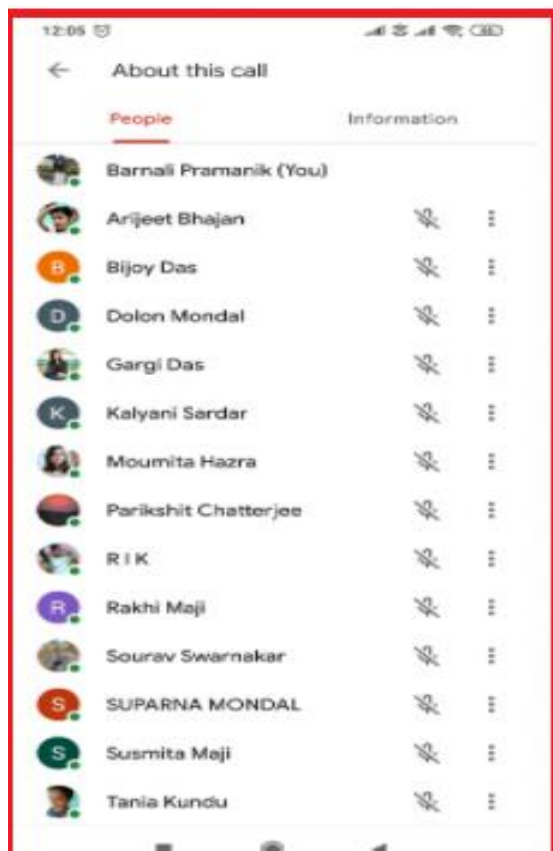 12:05
About this call
People Information
Barnali Pramanik (You)
Arijeet Bhajan
B Bijoy Das
D Dolon Mondal
Gargi Das
K Kalyani Sardar
Moumita Hazra
Parikshit Chatterjee
R I K
R Rakhi Maji
Sourav Swarnakar
S SUPARNA MONDAL
S Susmita Maji
Tania Kundu